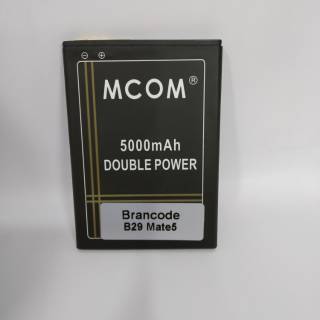 MCOM®
5000mAh
DOUBLE POWER
Brancode
B29 Mate5